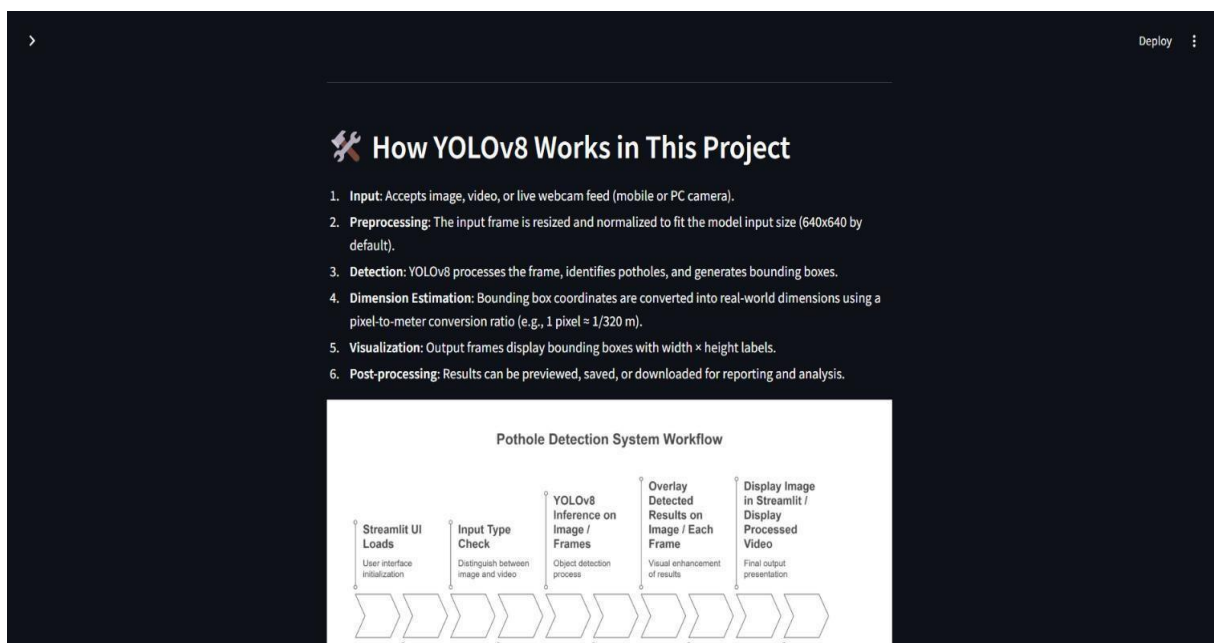 Deploy
How YOLOv8 Works in This Project
1. Input: Accepts image, video, or live webcam feed (mobile or PC camera).
2. Preprocessing: The input frame is resized and normalized to fit the model input size (640x640 by
default).
3. Detection: YOLOv8 processes the frame, identifies potholes, and generates bounding boxes.
4. Dimension Estimation: Bounding box coordinates are converted into real-world dimensions using a
pixel-to-meter conversion ratio (e.g., 1 pixel ≈ 1/320 m).
5. Visualization: Output frames display bounding boxes with width × height labels.
6. Post-processing: Results can be previewed, saved, or downloaded for reporting and analysis.
Pothole Detection System Workflow
Streamlit UI
Loads
User interface
initialization
Input Type
Check
Distinguish between
image and video
YOLOv8
Inference on
Image /
Frames
Object detection
process
Overlay
Detected
Results on
Image / Each
Frame
Visual enhancement
of results
Display Image
in Streamlit /
Display
Processed
Video
Final output
presentation